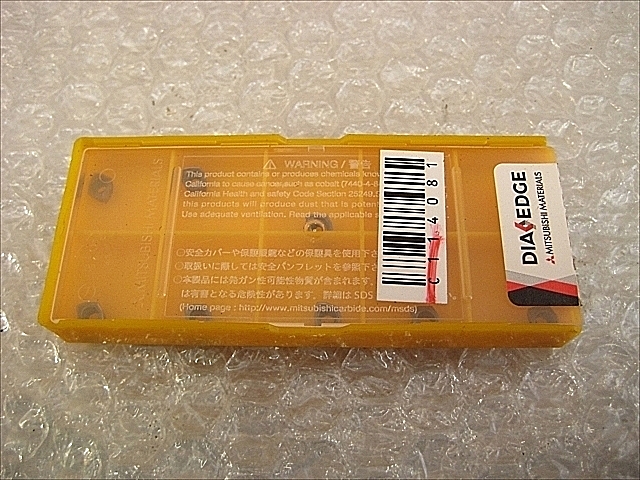 WARNING / 警告
This product contains or produces chemicals know
California to cause cancer, such as cobalt (7440-4-8
California Health and safety Code Section 25249.5
this products will produce dust that is potent
Use adequate ventilation. Read the applicable s
○安全カバーや保護眼鏡などの保護具を使用下さ
○取扱いに際しては安全パンフレットを参照下さ
○本製品には発ガン性可能性物質が含まれます。
は有害となる危険性があります。詳細は SDS
(Home page : http://www.mitsubishicarbide.com/msds)
C114081
DIAEDGE
MITSUBISHI MATERIALS
MITSUBISHI MATERIALS